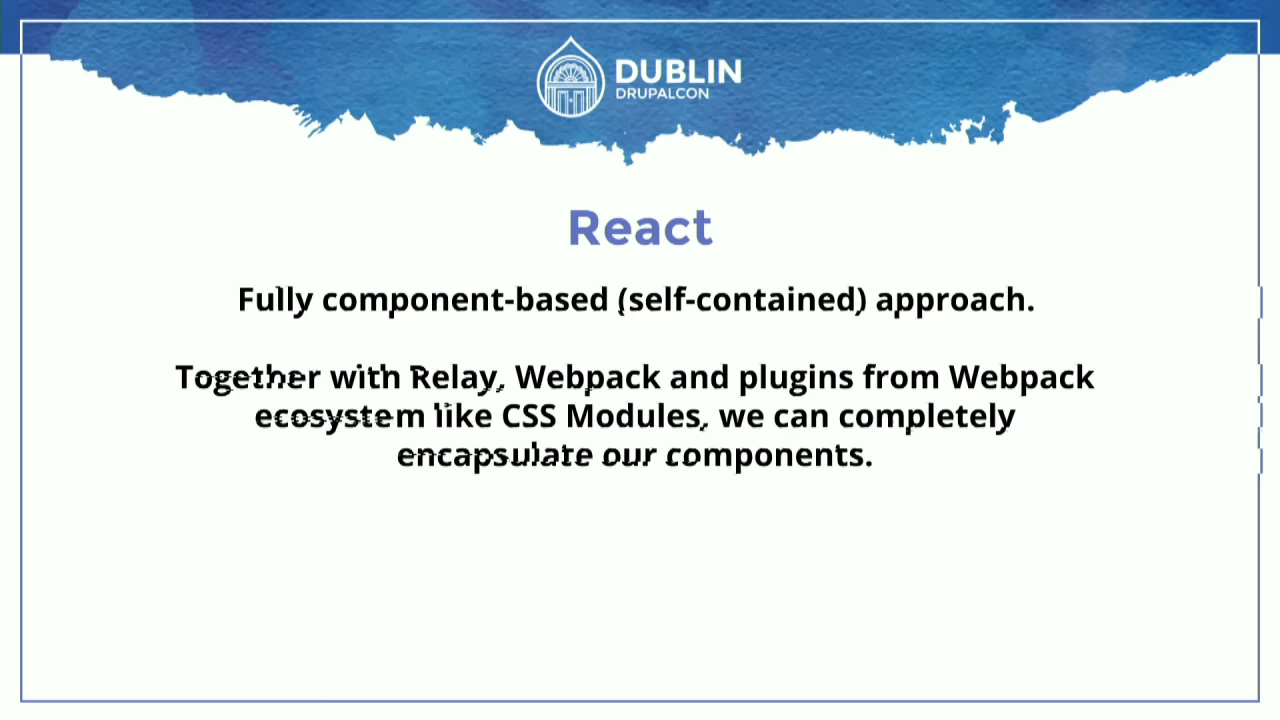 DUBLIN
DRUPALCON
React
Fully component-based (self-contained) approach.
Together with Relay, Webpack and plugins from Webpack
ecosystem like CSS Modules, we can completely
encapsulate our components.